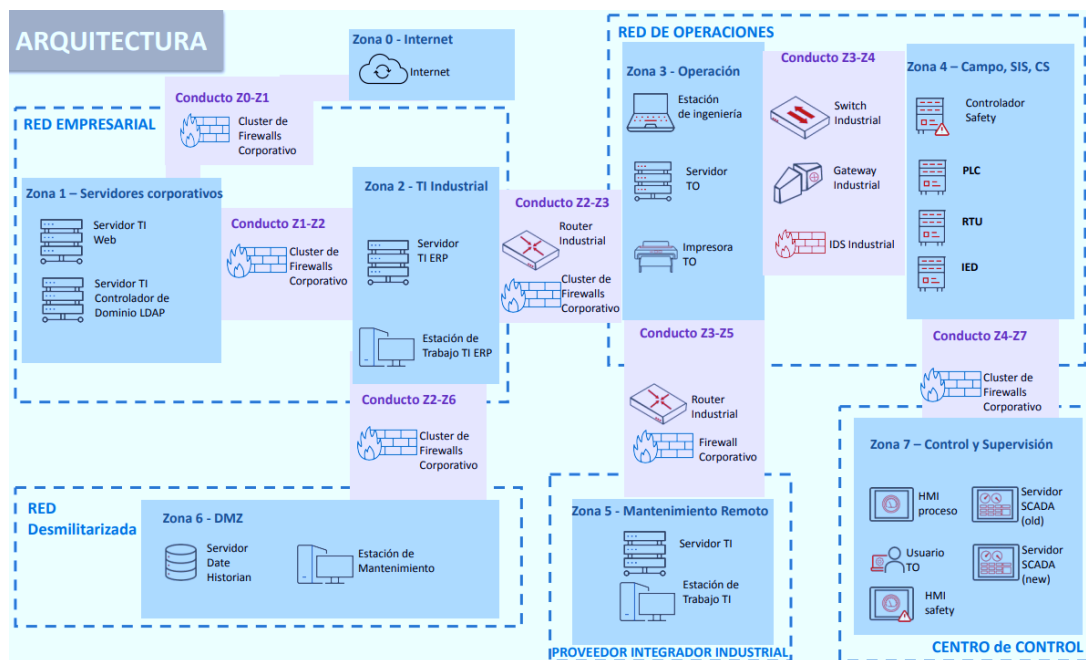 ARQUITECTURA
Zona 0 - Internet
Internet
Conducto Z0-Z1
Cluster de
Firewalls
Corporativo
RED EMPRESARIAL
Zona 1 – Servidores corporativos
Servidor TI
Web
Servidor TI
Controlador de
Dominio LDAP
Conducto Z1-Z2
Cluster de
Firewalls
Corporativo
Zona 2 - TI Industrial
Servidor
TI ERP
Estación de
Trabajo TI ERP
Conducto Z2-Z3
Router
Industrial
Cluster de
Firewalls
Corporativo
RED DE OPERACIONES
Zona 3 - Operación
Estación
de ingeniería
Servidor
TO
Impresora
TO
Conducto Z3-Z4
Switch
Industrial
Gateway
Industrial
IDS Industrial
Zona 4 – Campo, SIS, CS
Controlador
Safety
PLC
RTU
IED
Conducto Z2-Z6
Cluster de
Firewalls
Corporativo
Conducto Z3-Z5
Router
Industrial
Firewall
Corporativo
Conducto Z4-Z7
Cluster de
Firewalls
Corporativo
RED
Desmilitarizada
Zona 6 - DMZ
Servidor
Date
Historian
Estación de
Mantenimiento
Zona 5 - Mantenimiento Remoto
Servidor TI
Estación de
Trabajo TI
PROVEEDOR INTEGRADOR INDUSTRIAL
Zona 7 – Control y Supervisión
HMI
proceso
Servidor
SCADA
(old)
Usuario
TO
Servidor
SCADA
(new)
HMI
safety
CENTRO de CONTROL